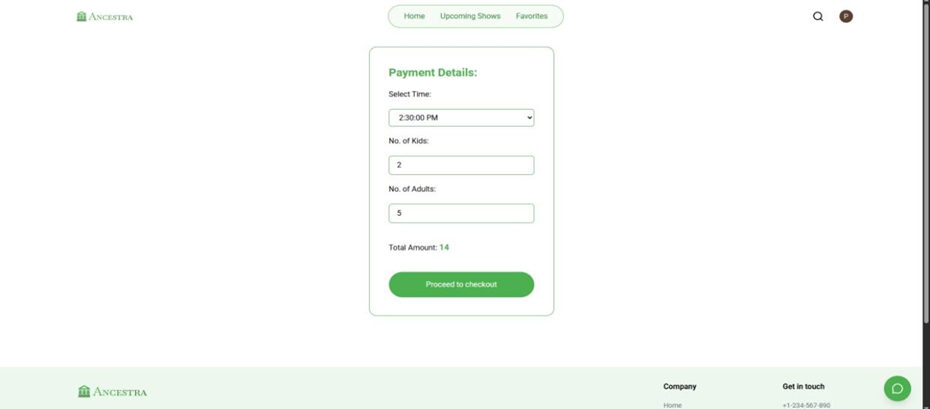 ANCESTRA
Home Upcoming Shows Favorites
P
Payment Details:
Select Time:
2:30:00 PM
No. of Kids:
2
No. of Adults:
5
Total Amount: 14
Proceed to checkout
ANCESTRA
Company
Home
Get in touch
+1-234-567-890